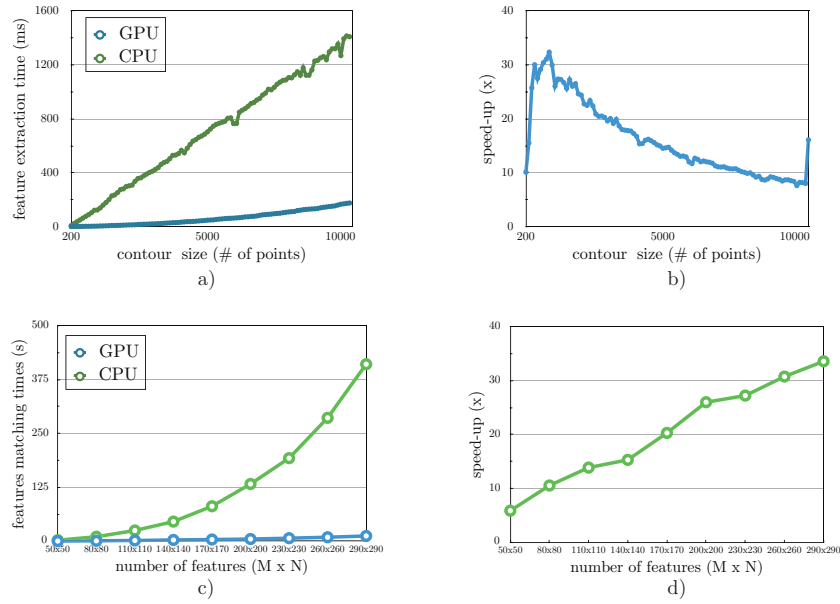 feature extraction time (ms)
1600
1200
800
400
0
GPU
CPU
200
5000
10000
contour size (# of points)
a)
speed-up (x)
40
30
20
10
0
200
5000
10000
contour size (# of points)
b)
features matching times (s)
500
375
250
125
0
GPU
CPU
50x50 80x80 110x110 140x140 170x170 200x200 230x230 260x260 290x290
number of features (M x N)
c)
speed-up (x)
40
30
20
10
0
50x50 80x80 110x110 140x140 170x170 200x200 230x230 260x260 290x290
number of features (M x N)
d)